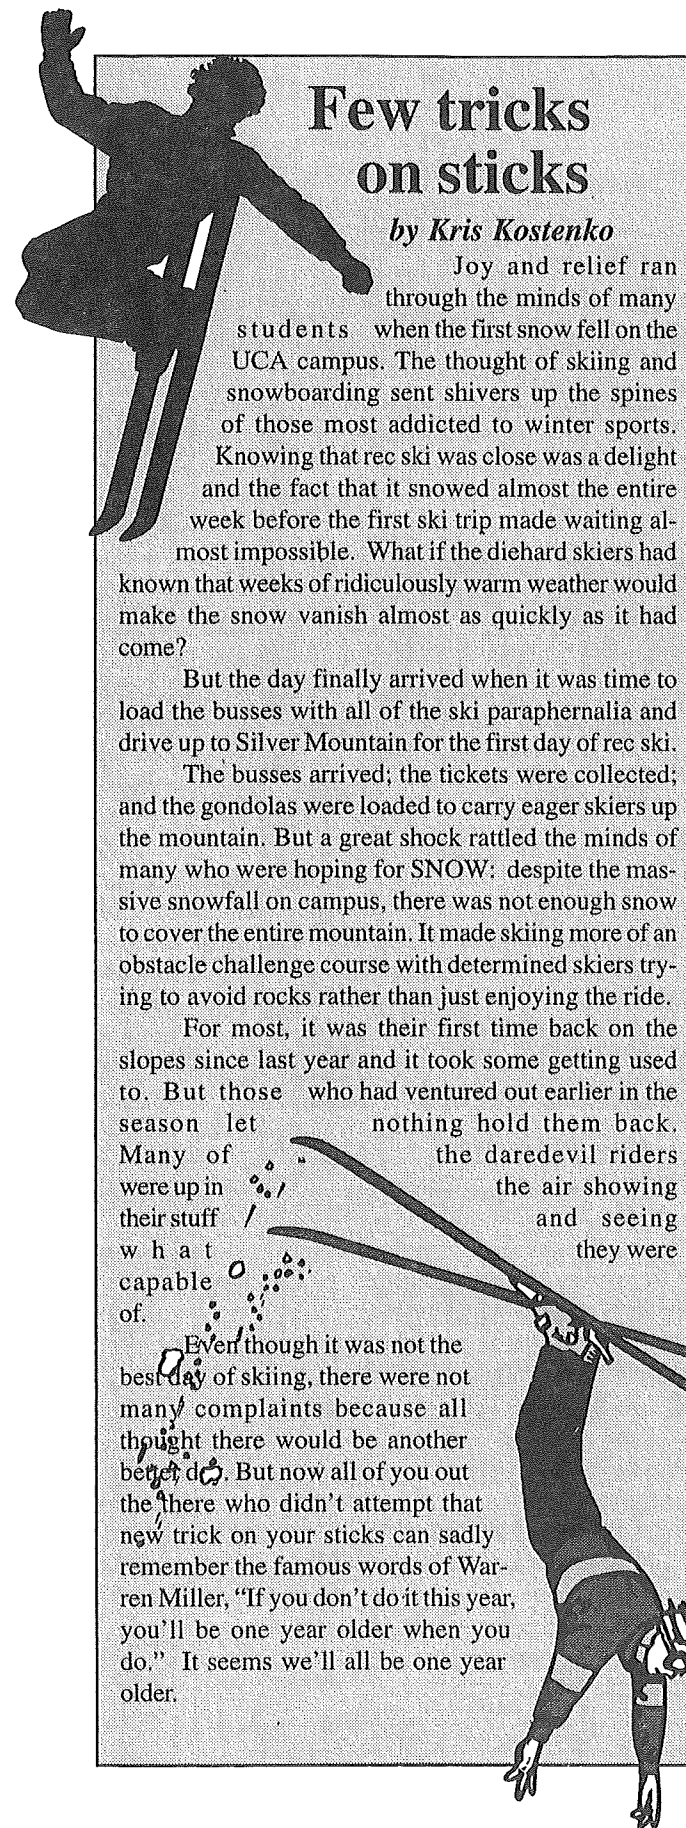 Few tricks
on sticks
by Kris Kostenko
Joy and relief ran
through the minds of many
students when the first snow fell on the
UCA campus. The thought of skiing and
snowboarding sent shivers up the spines
of those most addicted to winter sports.
Knowing that rec ski was close was a delight
and the fact that it snowed almost the entire
week before the first ski trip made waiting al-
most impossible. What if the diehard skiers had
known that weeks of ridiculously warm weather would
make the snow vanish almost as quickly as it had
come?
But the day finally arrived when it was time to
load the busses with all of the ski paraphernalia and
drive up to Silver Mountain for the first day of rec ski.
The busses arrived; the tickets were collected;
and the gondolas were loaded to carry eager skiers up
the mountain. But a great shock rattled the minds of
many who were hoping for SNOW: despite the mas-
sive snowfall on campus, there was not enough snow
to cover the entire mountain. It made skiing more of an
obstacle challenge course with determined skiers try-
ing to avoid rocks rather than just enjoying the ride.
For most, it was their first time back on the
slopes since last year and it took some getting used
to. But those who had ventured out earlier in the
season let nothing hold them back.
Many of the daredevil riders
were up in the air showing
their stuff and seeing
what they were
capable
of.
Even though it was not the
best day of skiing, there were not
many complaints because all
thought there would be another
better day. But now all of you out
the there who didn't attempt that
new trick on your sticks can sadly
remember the famous words of War-
ren Miller, "If you don't do it this year,
you'll be one year older when you
do." It seems we'll all be one year
older.